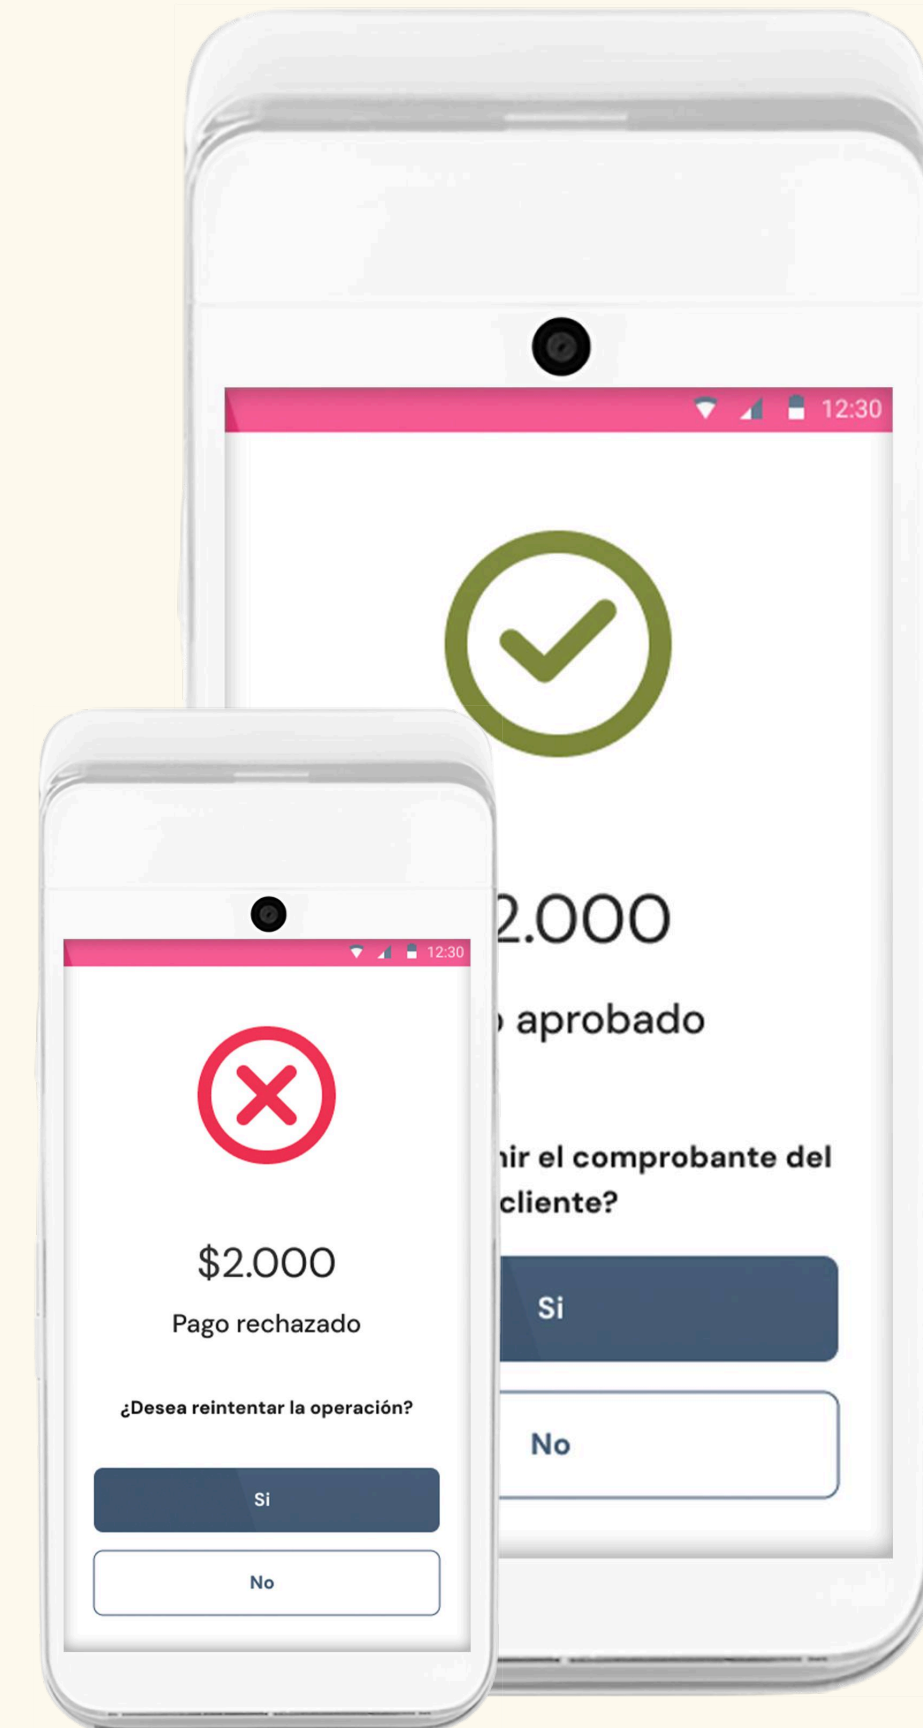 12:30
2.000
aprobado
el comprobante del
cliente?
Si
No
12:30
$2.000
Pago rechazado
¿Desea reintentar la operación?
Si
No